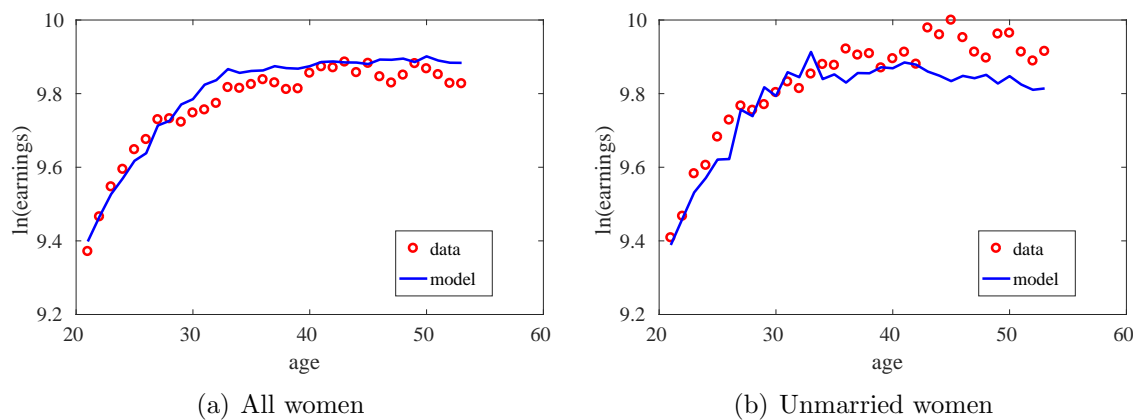 10
9.8
9.6
9.4
9.2
20 30 40 50 60
ln(earnings)
age
data
model
(a) All women
10
9.8
9.6
9.4
9.2
20 30 40 50 60
ln(earnings)
age
data
model
(b) Unmarried women